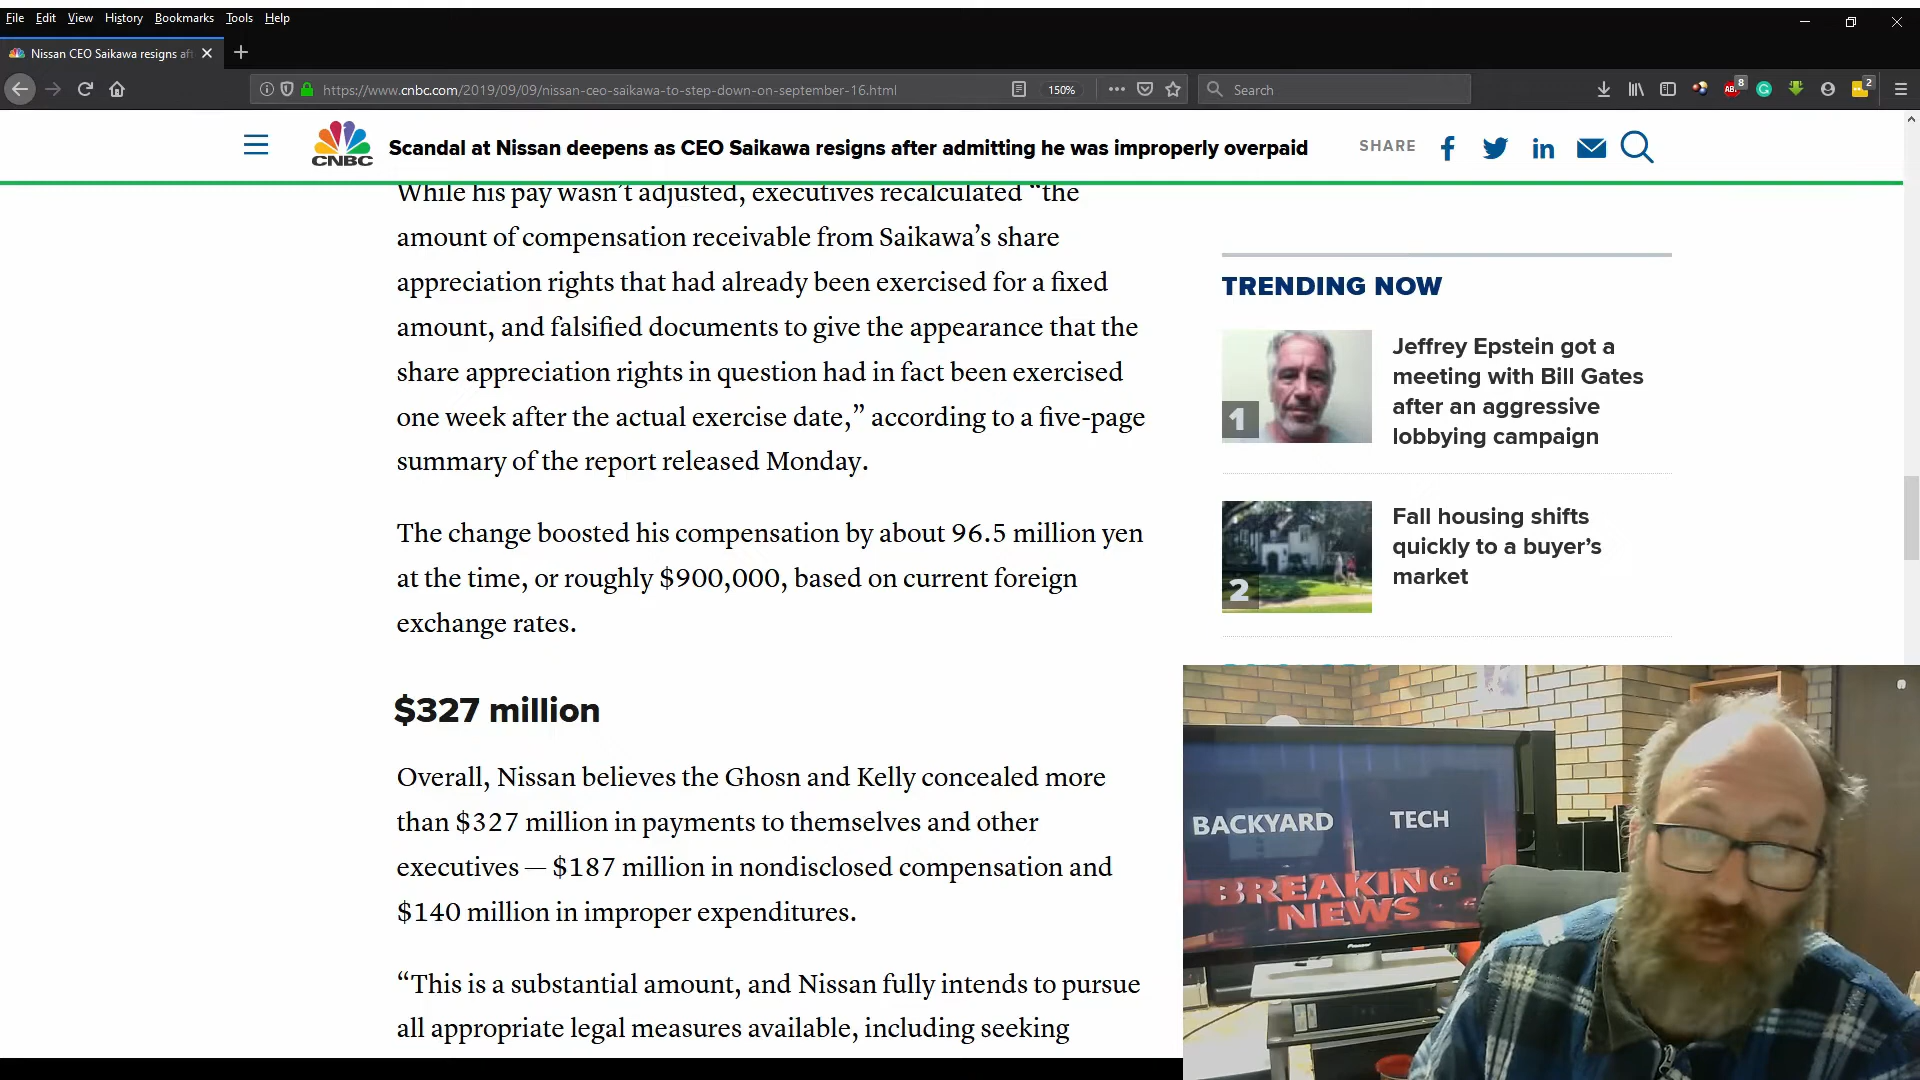 File Edit View History Bookmarks Tools Help
Nissan CEO Saikawa resigns aft
https://www.cnbc.com/2019/09/09/nissan-ceo-saikawa-to-step-down-on-september-16.html
150%
Search
8
2
CNBC
Scandal at Nissan deepens as CEO Saikawa resigns after admitting he was improperly overpaid
SHARE
While his pay wasn’t adjusted, executives recalculated “the
amount of compensation receivable from Saikawa’s share
appreciation rights that had already been exercised for a fixed
amount, and falsified documents to give the appearance that the
share appreciation rights in question had in fact been exercised
one week after the actual exercise date,” according to a five-page
summary of the report released Monday.
The change boosted his compensation by about 96.5 million yen
at the time, or roughly $900,000, based on current foreign
exchange rates.
$327 million
Overall, Nissan believes the Ghosn and Kelly concealed more
than $327 million in payments to themselves and other
executives — $187 million in nondisclosed compensation and
$140 million in improper expenditures.
“This is a substantial amount, and Nissan fully intends to pursue
all appropriate legal measures available, including seeking
TRENDING NOW
1
Jeffrey Epstein got a
meeting with Bill Gates
after an aggressive
lobbying campaign
2
Fall housing shifts
quickly to a buyer’s
market
BACKYARD TECH
BREAKING
NEWS
Pioneer